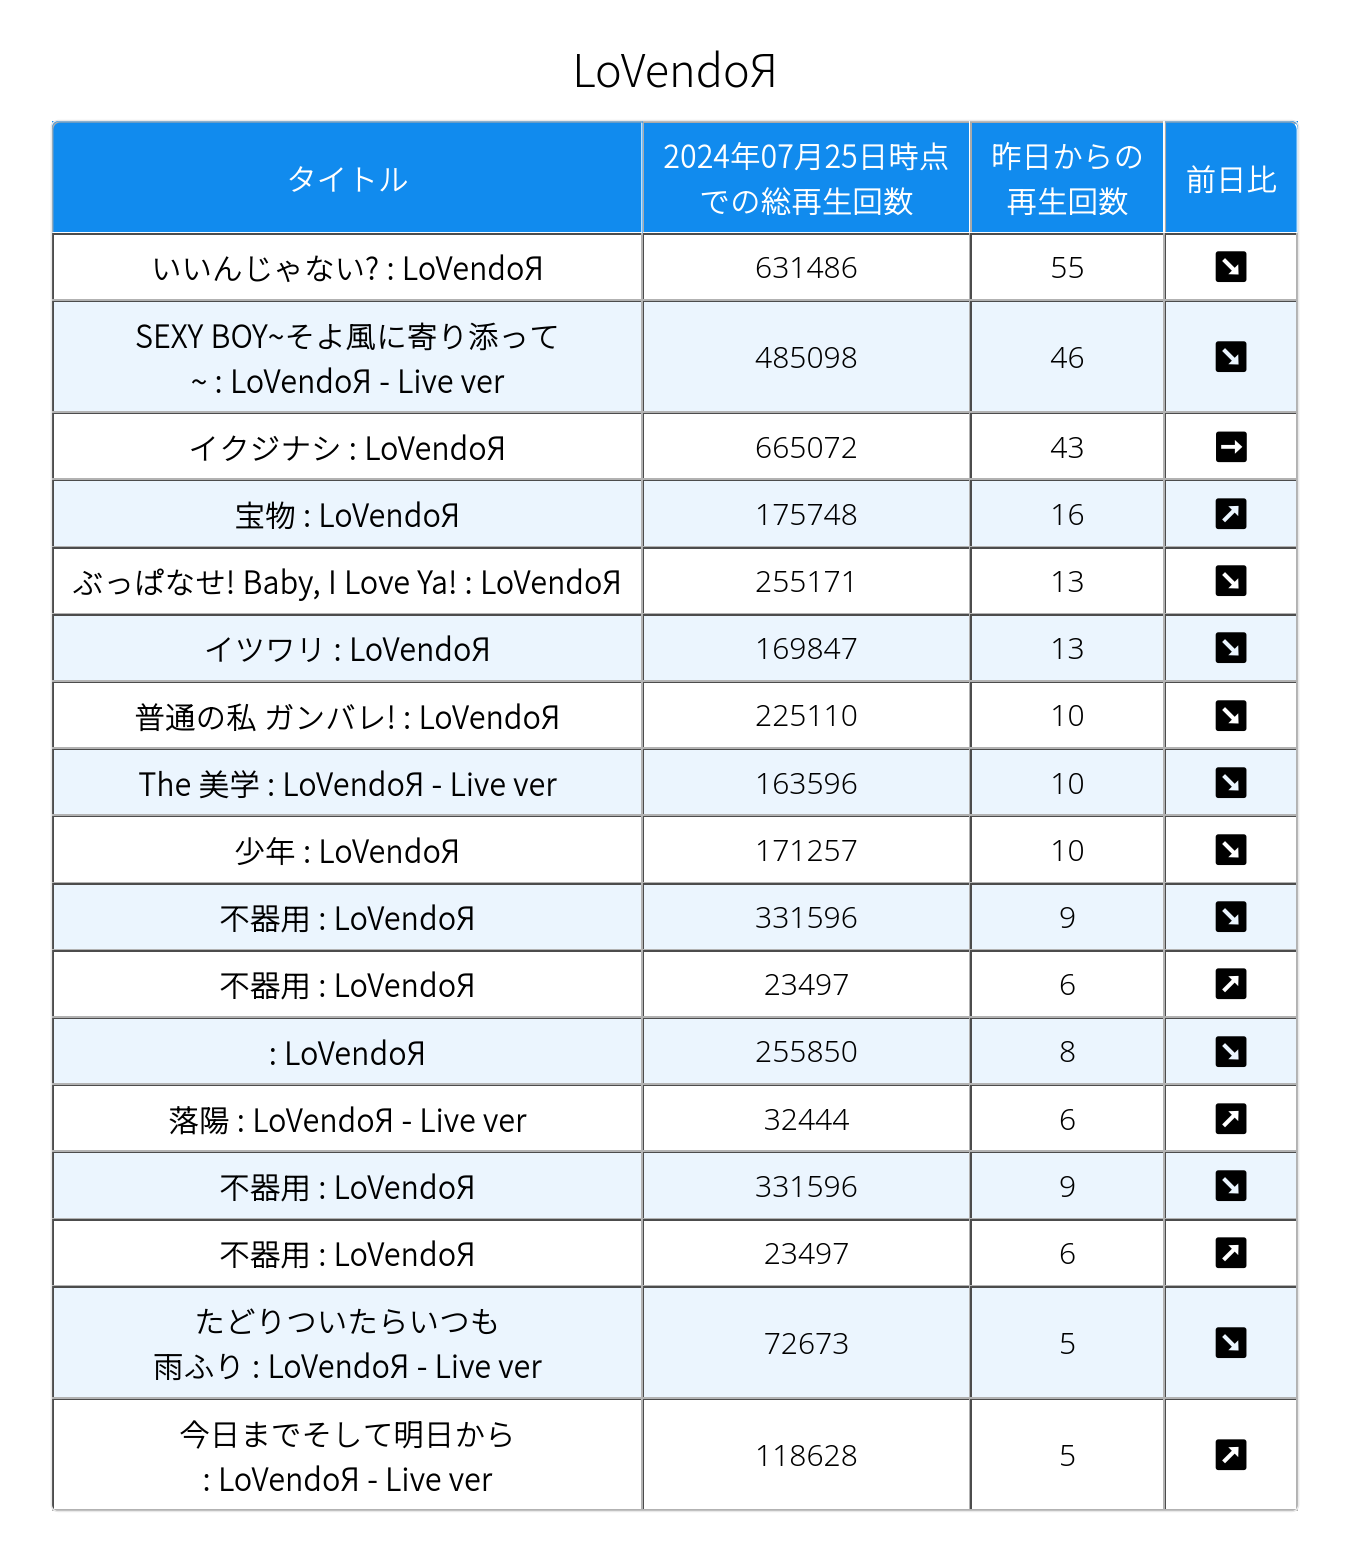 LoVendoЯ
タイトル
2024年07月25日時点
での総再生回数
昨日からの
再生回数
前日比
いいんじゃない? : LoVendoЯ 631486 55
SEXY BOY~そよ風に寄り添って
~ : LoVendoЯ - Live ver
485098 46
イクジナシ : LoVendoЯ 665072 43
宝物 : LoVendoЯ 175748 16
ぶっぱなせ! Baby, I Love Ya! : LoVendoЯ 255171 13
イツワリ : LoVendoЯ 169847 13
普通の私 ガンバレ! : LoVendoЯ 225110 10
The 美学 : LoVendoЯ - Live ver 163596 10
少年 : LoVendoЯ 171257 10
不器用 : LoVendoЯ 331596 9
不器用 : LoVendoЯ 23497 6
: LoVendoЯ 255850 8
落陽 : LoVendoЯ - Live ver 32444 6
不器用 : LoVendoЯ 331596 9
不器用 : LoVendoЯ 23497 6
たどりついたらいつも
雨ふり : LoVendoЯ - Live ver
72673 5
今日までそして明日から
: LoVendoЯ - Live ver
118628 5